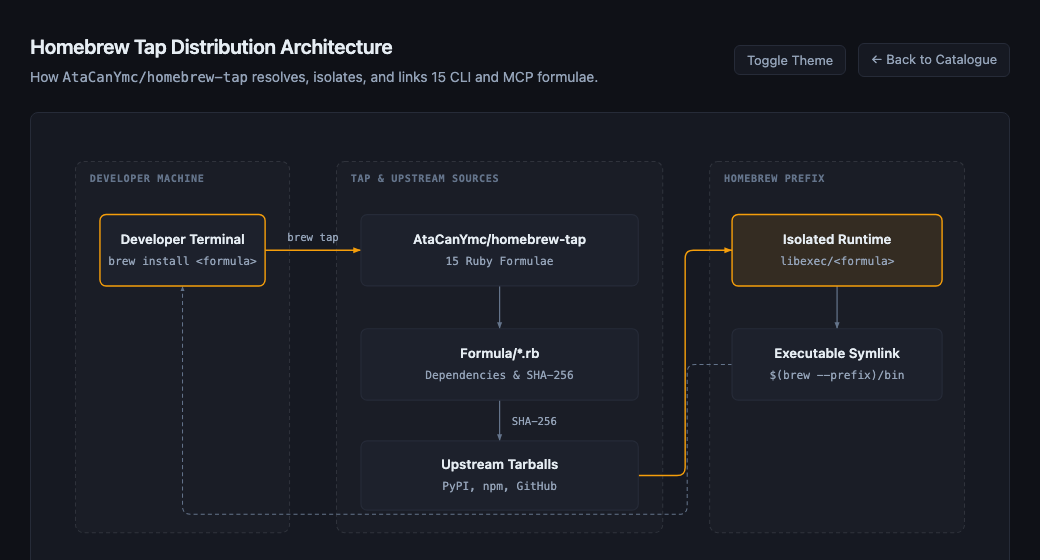 Homebrew Tap Distribution Architecture
How AtaCanYmc/homebrew-tap resolves, isolates, and links 15 CLI and MCP formulae.
Toggle Theme
← Back to Catalogue
DEVELOPER MACHINE
Developer Terminal
brew install <formula>
brew tap
TAP & UPSTREAM SOURCES
AtaCanYmc/homebrew-tap
15 Ruby Formulae
Formula/*.rb
Dependencies & SHA-256
SHA-256
Upstream Tarballs
PyPI, npm, GitHub
HOMEBREW PREFIX
Isolated Runtime
libexec/<formula>
Executable Symlink
$(brew --prefix)/bin